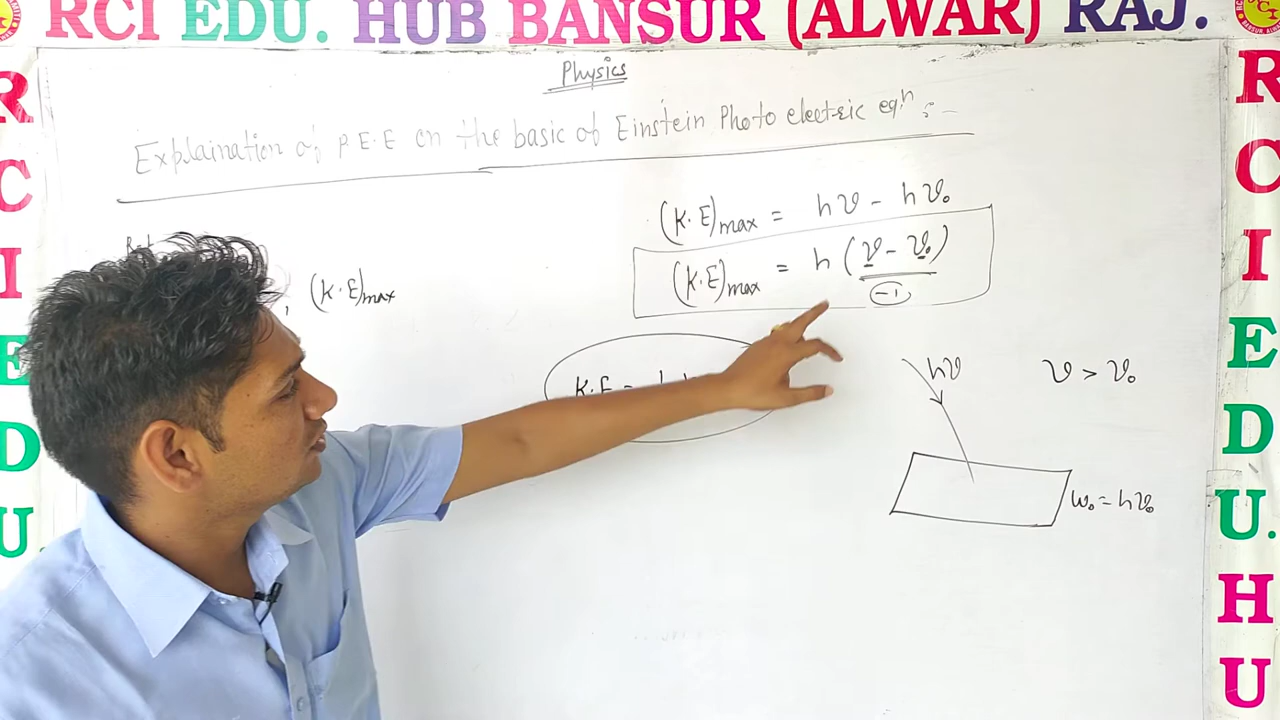 RCI EDU. HUB BANSUR (ALWAR) RAJ.
R
C
I
E
D
U.
R
C
I
E
D
U.
H
U
Physics
Explaination of P.E.E on the basic of Einstein Photo electric eqⁿ :-
(K.E)max = hν - hν₀
(K.E)max = h (ν - ν₀)
-1
, (K.E)max
K.E =
hν
ν > ν₀
W₀ = hν₀